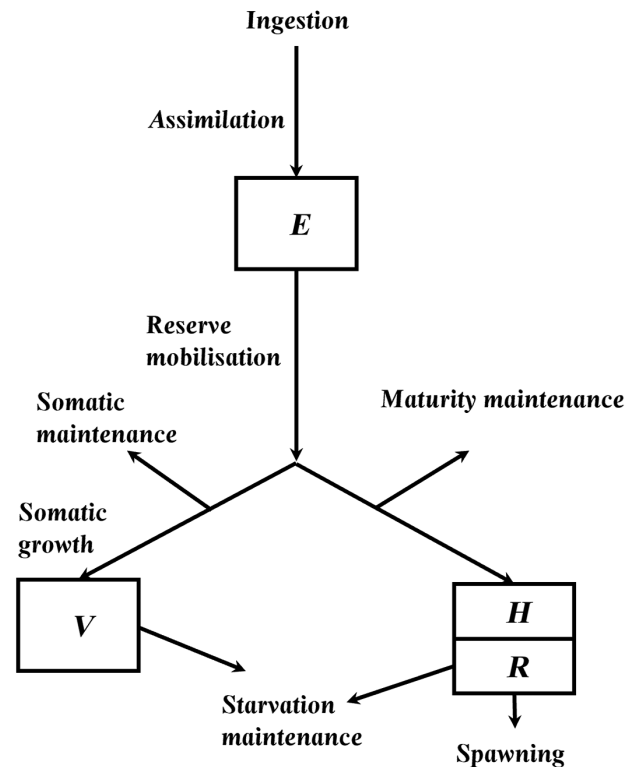 Ingestion
Assimilation
E
Reserve
mobilisation
Somatic
maintenance
Maturity maintenance
Somatic
growth
V
H
R
Starvation
maintenance
Spawning